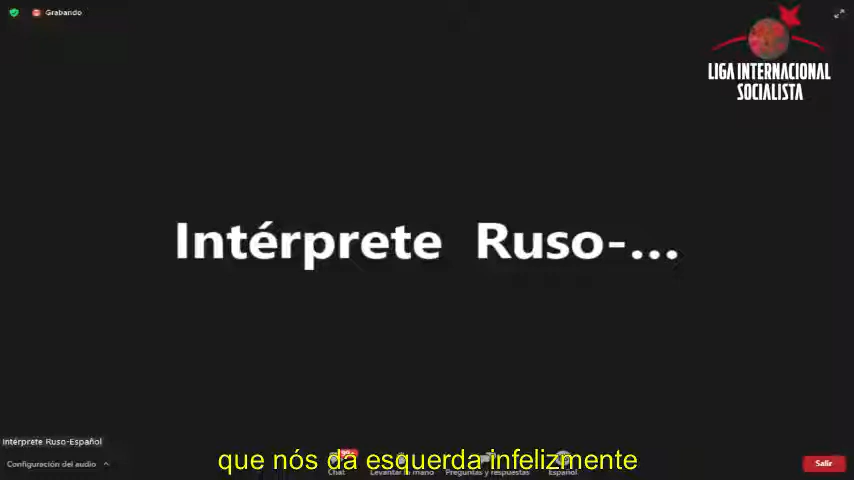 Grabando
LIGA INTERNACIONAL
SOCIALISTA
Intérprete Ruso-...
Intérprete Ruso-Español
Configuración del audio
Chat
Levantar la mano
Preguntas y respuestas
Español
Salir
que nós da esquerda infelizmente